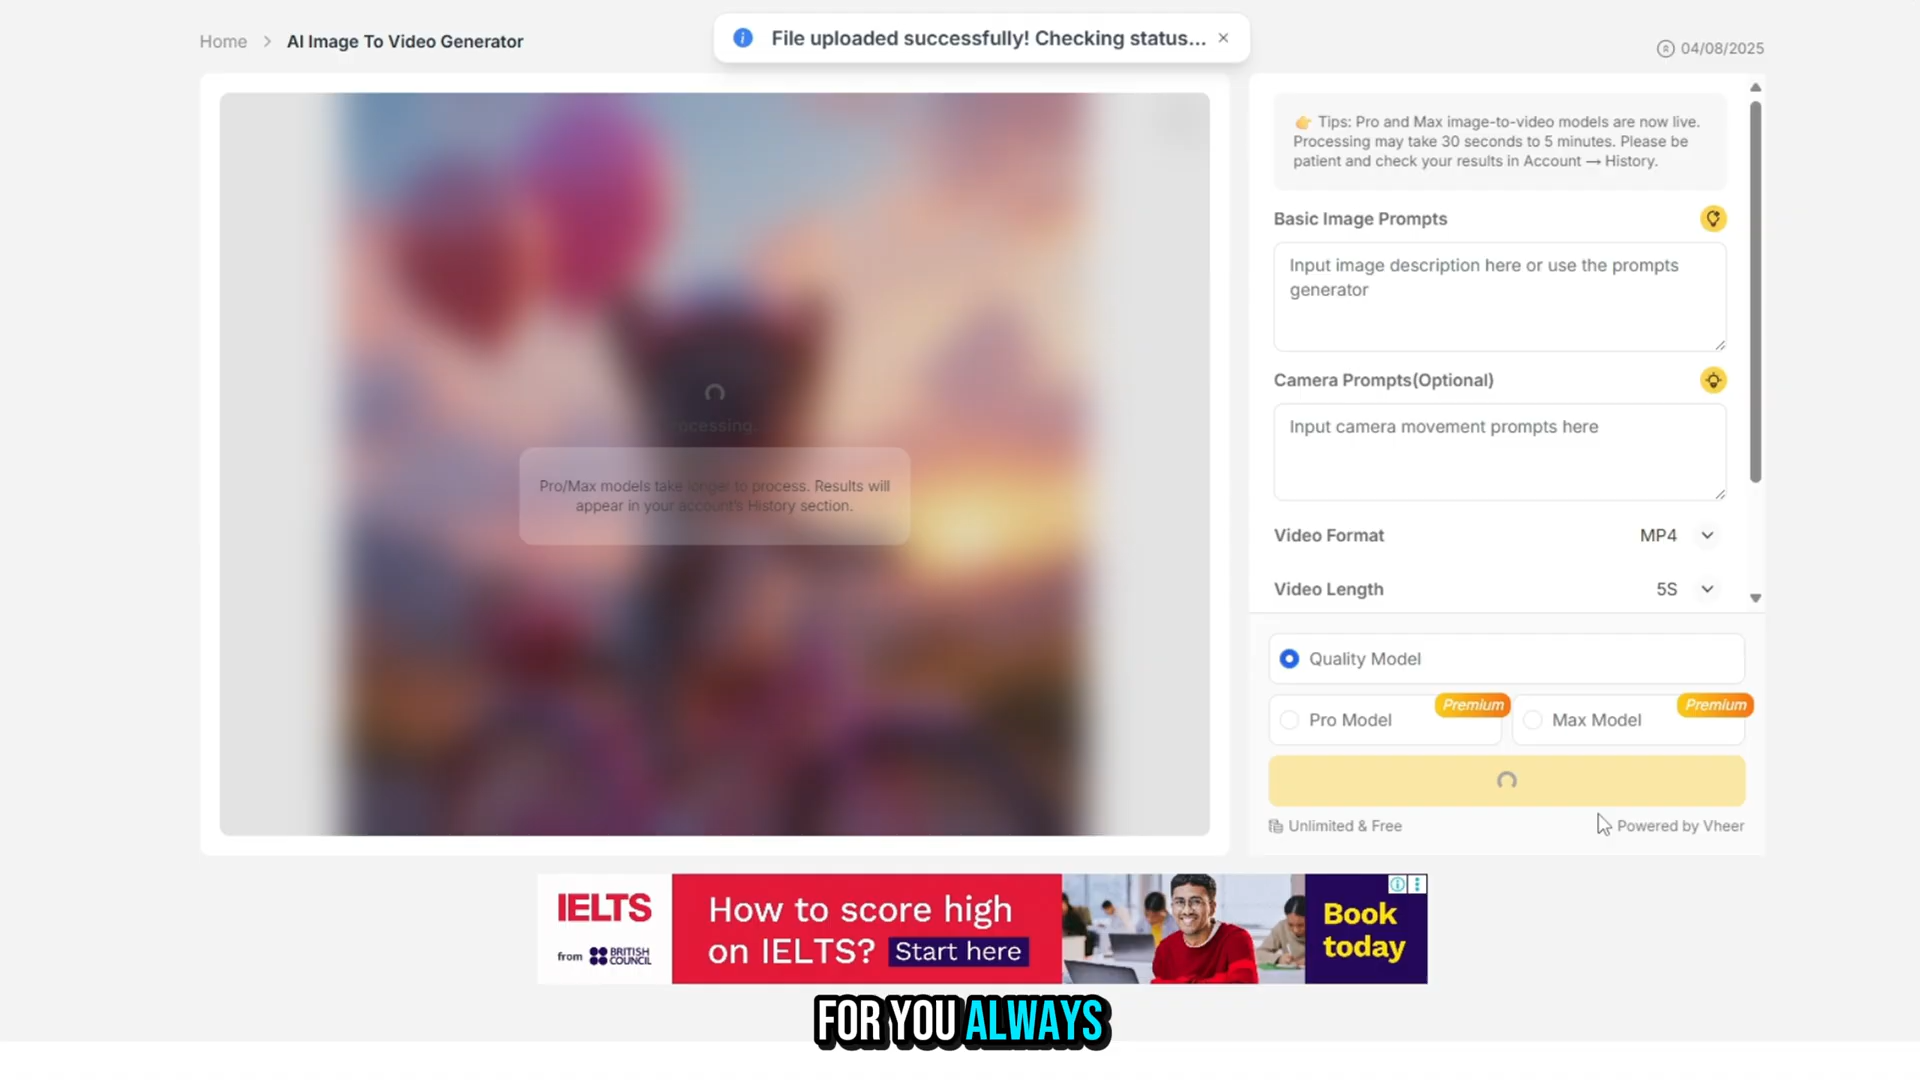 Home > AI Image To Video Generator
File uploaded successfully! Checking status... ×
04/08/2025
Pro/Max models take longer to process. Results will
appear in your account's History section.
👉 Tips: Pro and Max image-to-video models are now live.
Processing may take 30 seconds to 5 minutes. Please be
patient and check your results in Account → History.
Basic Image Prompts
Input image description here or use the prompts
generator
Camera Prompts(Optional)
Input camera movement prompts here
Video Format MP4
Video Length 5S
Quality Model
Premium Premium
Pro Model Max Model
Unlimited & Free Powered by Vheer
IELTS
from BRITISH
COUNCIL
How to score high
on IELTS? Start here
Book
today
FOR YOU ALWAYS